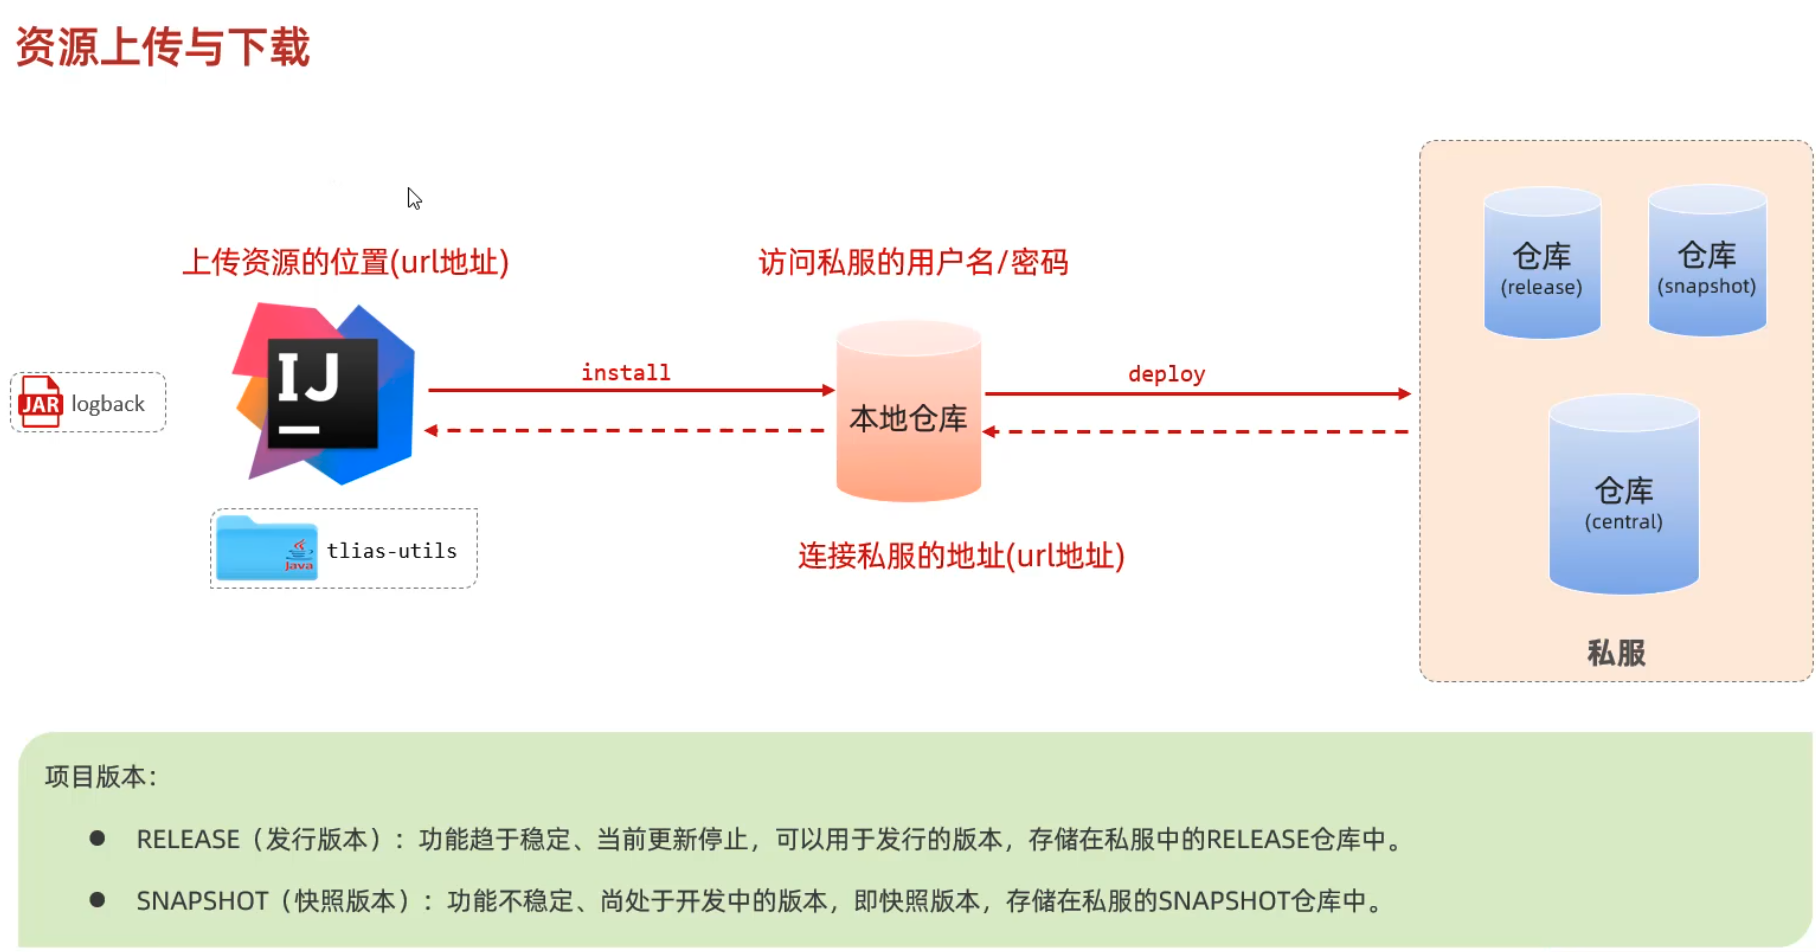 资源上传与下载
上传资源的位置(url地址)
访问私服的用户名/密码
仓库
(release)
仓库
(snapshot)
IJ
install
deploy
JAR logback
本地仓库
仓库
(central)
Java tlias-utils
连接私服的地址(url地址)
私服
项目版本：
● RELEASE（发行版本）：功能趋于稳定、当前更新停止，可以用于发行的版本，存储在私服中的RELEASE仓库中。
● SNAPSHOT（快照版本）：功能不稳定、尚处于开发中的版本，即快照版本，存储在私服的SNAPSHOT仓库中。